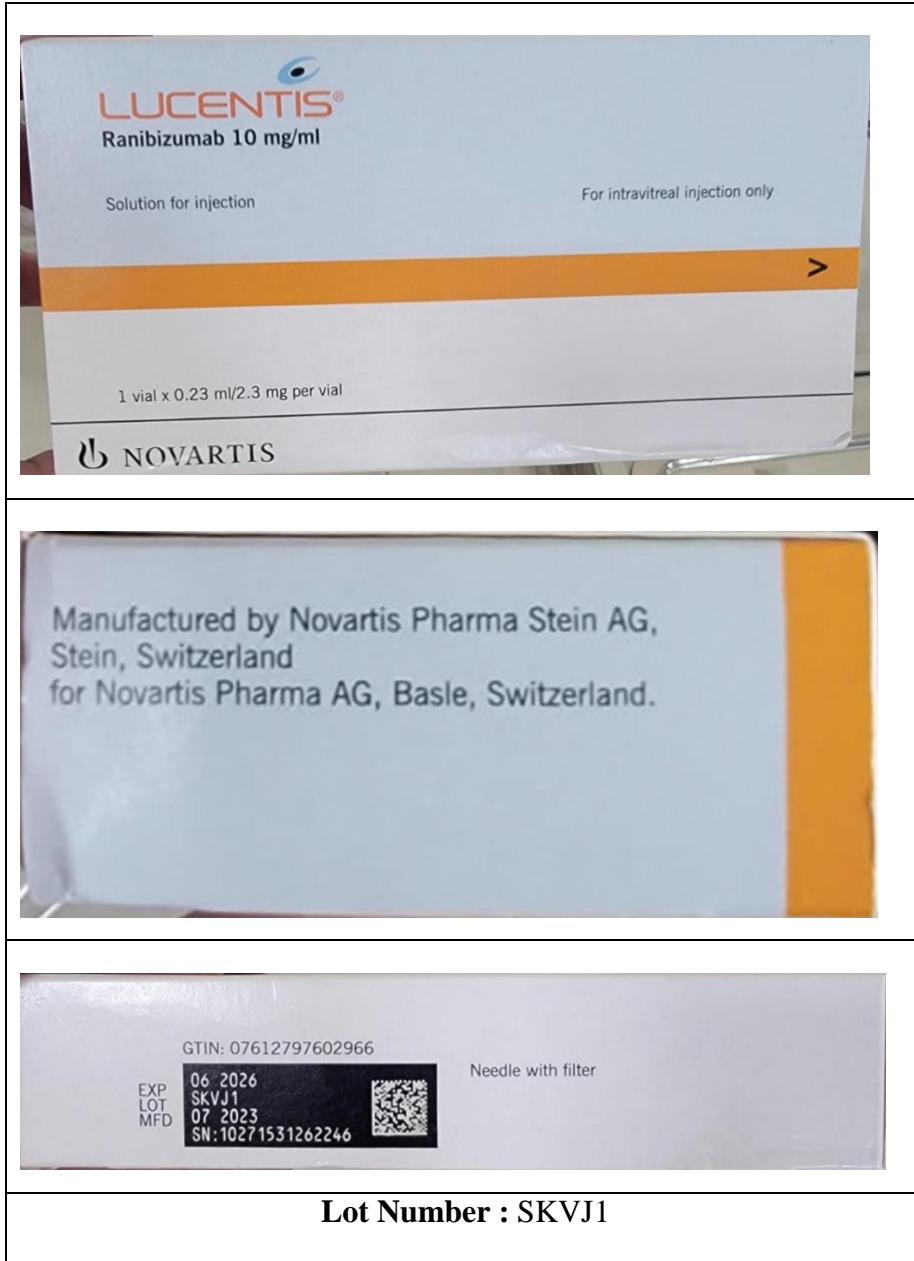 LUCENTIS®
Ranibizumab 10 mg/ml
Solution for injection
For intravitreal injection only
>
1 vial x 0.23 ml/2.3 mg per vial
NOVARTIS
Manufactured by Novartis Pharma Stein AG,
Stein, Switzerland
for Novartis Pharma AG, Basle, Switzerland.
GTIN: 07612797602966
EXP 06 2026
LOT SKVJ1
MFD 07 2023
SN:10271531262246
Needle with filter
Lot Number : SKVJ1